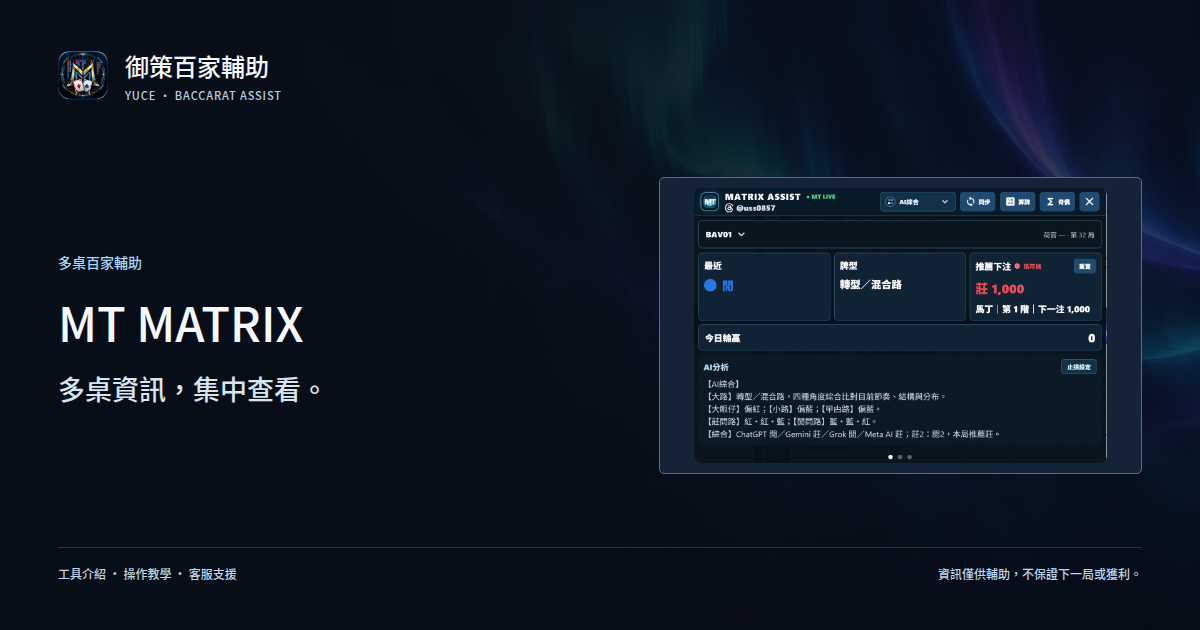 御策百家輔助
YUCE · BACCARAT ASSIST
多桌百家輔助
MT MATRIX
多桌資訊，集中查看。
MT
MATRIX ASSIST • MT LIVE
@uss0857
AI綜合
同步
算牌
奇偶
BAV01
荷官 — · 第 32 局
最近
閒
牌型
轉型／混合路
推薦下注
重置
莊 1,000
馬丁｜第 1 階｜下一注 1,000
今日輸贏
0
AI分析
止損設定
【AI綜合】
【大路】轉型／混合路，四種角度綜合比對目前節奏、結構與分布。
【大眼仔】偏紅；【小路】偏藍；【曱甴路】偏藍。
【莊問路】紅・紅・藍；【閒問路】藍・藍・紅。
【綜合】ChatGPT 閒／Gemini 莊／Grok 閒／Meta AI 莊；莊2：閒2，本局推薦莊。
工具介紹 · 操作教學 · 客服支援
資訊僅供輔助，不保證下一局或獲利。